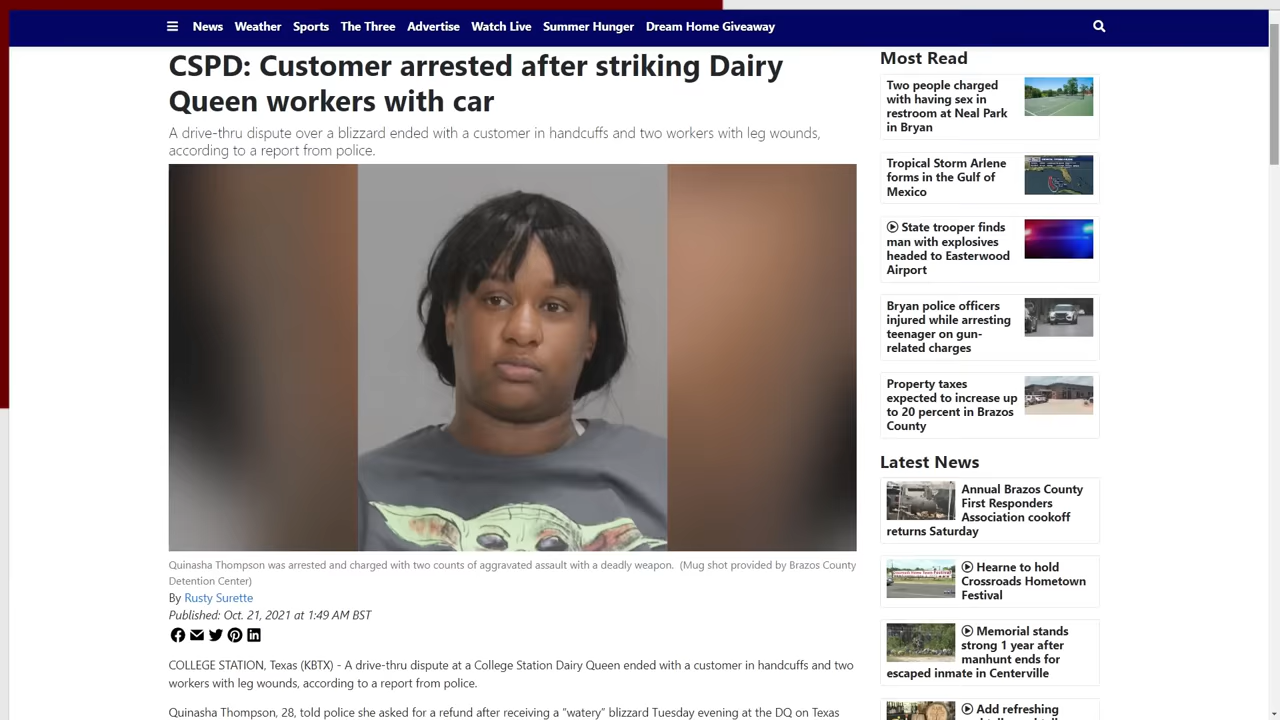 News Weather Sports The Three Advertise Watch Live Summer Hunger Dream Home Giveaway
CSPD: Customer arrested after striking Dairy
Queen workers with car
A drive-thru dispute over a blizzard ended with a customer in handcuffs and two workers with leg wounds,
according to a report from police.
Quinasha Thompson was arrested and charged with two counts of aggravated assault with a deadly weapon. (Mug shot provided by Brazos County
Detention Center)
By Rusty Surette
Published: Oct. 21, 2021 at 1:49 AM BST
COLLEGE STATION, Texas (KBTX) - A drive-thru dispute at a College Station Dairy Queen ended with a customer in handcuffs and two
workers with leg wounds, according to a report from police.
Quinasha Thompson, 28, told police she asked for a refund after receiving a “watery” blizzard Tuesday evening at the DQ on Texas
Most Read
Two people charged
with having sex in
restroom at Neal Park
in Bryan
Tropical Storm Arlene
forms in the Gulf of
Mexico
State trooper finds
man with explosives
headed to Easterwood
Airport
Bryan police officers
injured while arresting
teenager on gun-
related charges
Property taxes
expected to increase up
to 20 percent in Brazos
County
Latest News
Annual Brazos County
First Responders
Association cookoff
returns Saturday
Hearne to hold
Crossroads Hometown
Festival
Memorial stands
strong 1 year after
manhunt ends for
escaped inmate in Centerville
Add refreshing